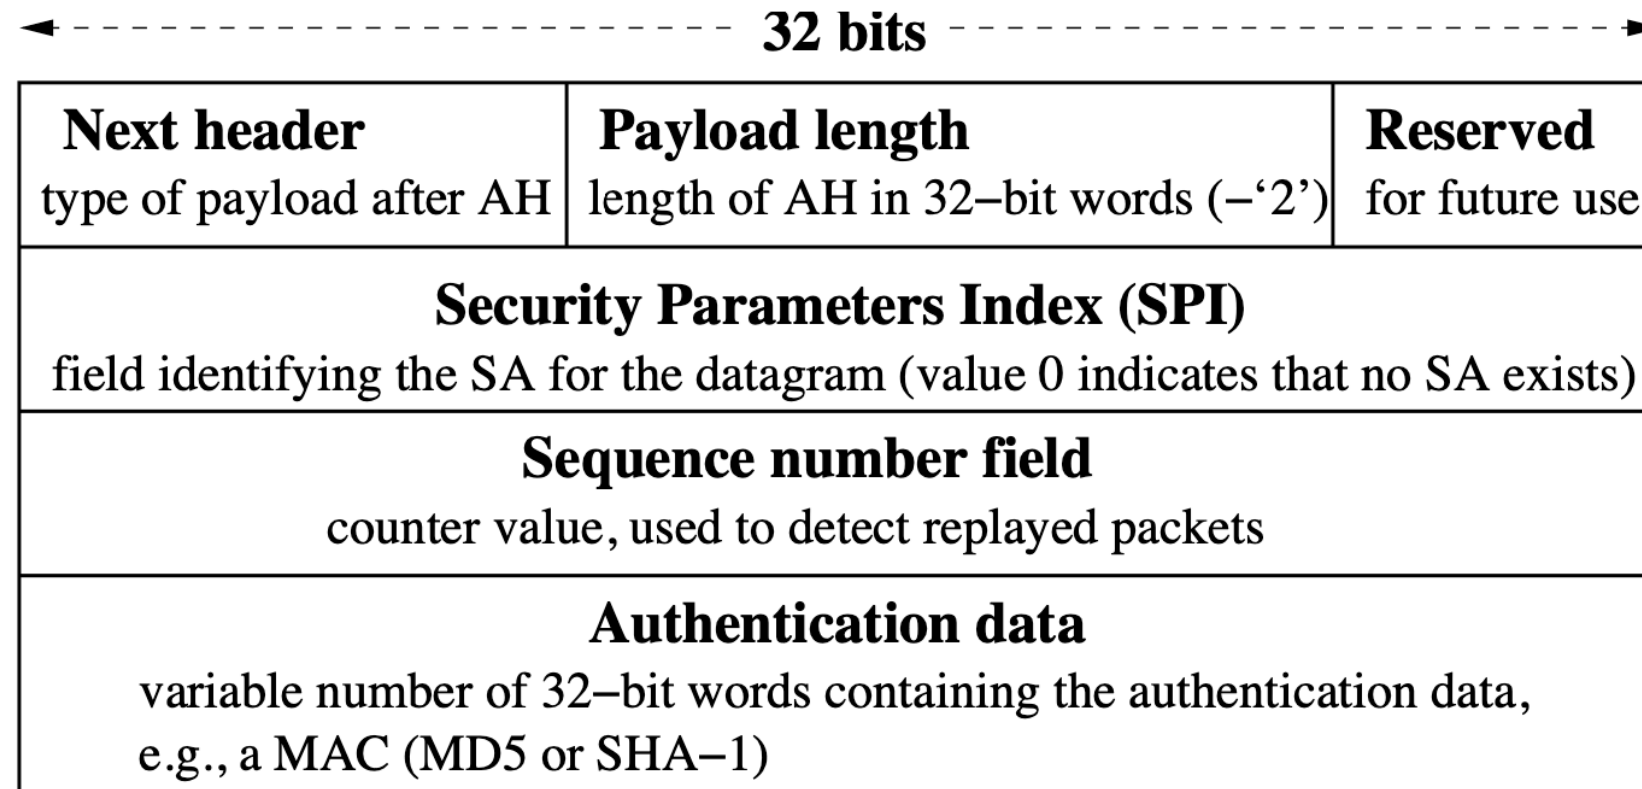 32 bits
Next header
Payload length
Reserved
type of payload after AH
length of AH in 32–bit words (–‘2’)
for future use
Security Parameters Index (SPI)
field identifying the SA for the datagram (value 0 indicates that no SA exists)
Sequence number field
counter value, used to detect replayed packets
Authentication data
variable number of 32–bit words containing the authentication data,
e.g., a MAC (MD5 or SHA–1)